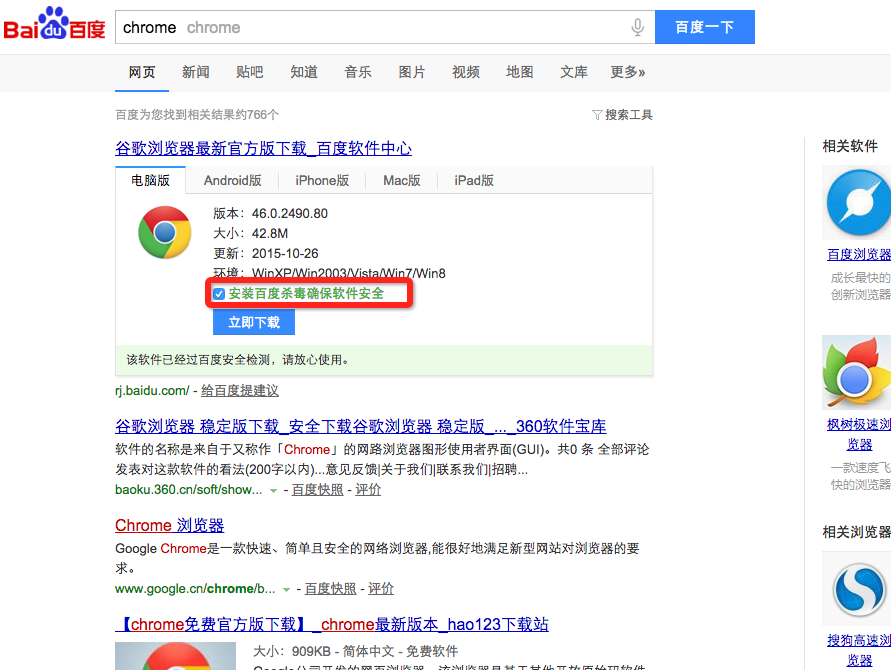 Bai du 百度
chrome chrome
百度一下
网页 新闻 贴吧 知道 音乐 图片 视频 地图 文库 更多»
百度为您找到相关结果约766个
搜索工具
谷歌浏览器最新官方版下载_百度软件中心
电脑版 Android版 iPhone版 Mac版 iPad版
版本： 46.0.2490.80
大小： 42.8M
更新： 2015-10-26
环境： WinXP/Win2003/Vista/Win7/Win8
安装百度杀毒确保软件安全
立即下载
该软件已经过百度安全检测，请放心使用。
rj.baidu.com/ - 给百度提建议
谷歌浏览器 稳定版下载_安全下载谷歌浏览器 稳定版_..._360软件宝库
软件的名称是来自于又称作「Chrome」的网路浏览器图形使用者界面(GUI)。共0 条 全部评论
发表对这款软件的看法(200字以内)...意见反馈|关于我们|联系我们|招聘...
baoku.360.cn/soft/show... - 百度快照 - 评价
Chrome 浏览器
Google Chrome是一款快速、简单且安全的网络浏览器,能很好地满足新型网站对浏览器的要
求。
www.google.cn/chrome/b... - 百度快照 - 评价
【chrome免费官方版下载】_chrome最新版本_hao123下载站
大小：909KB - 简体中文 - 免费软件
相关软件
百度浏览器
成长最快的
创新浏览器
枫树极速浏
览器
一款速度飞
快的浏览器
相关浏览器
搜狗高速浏
览器